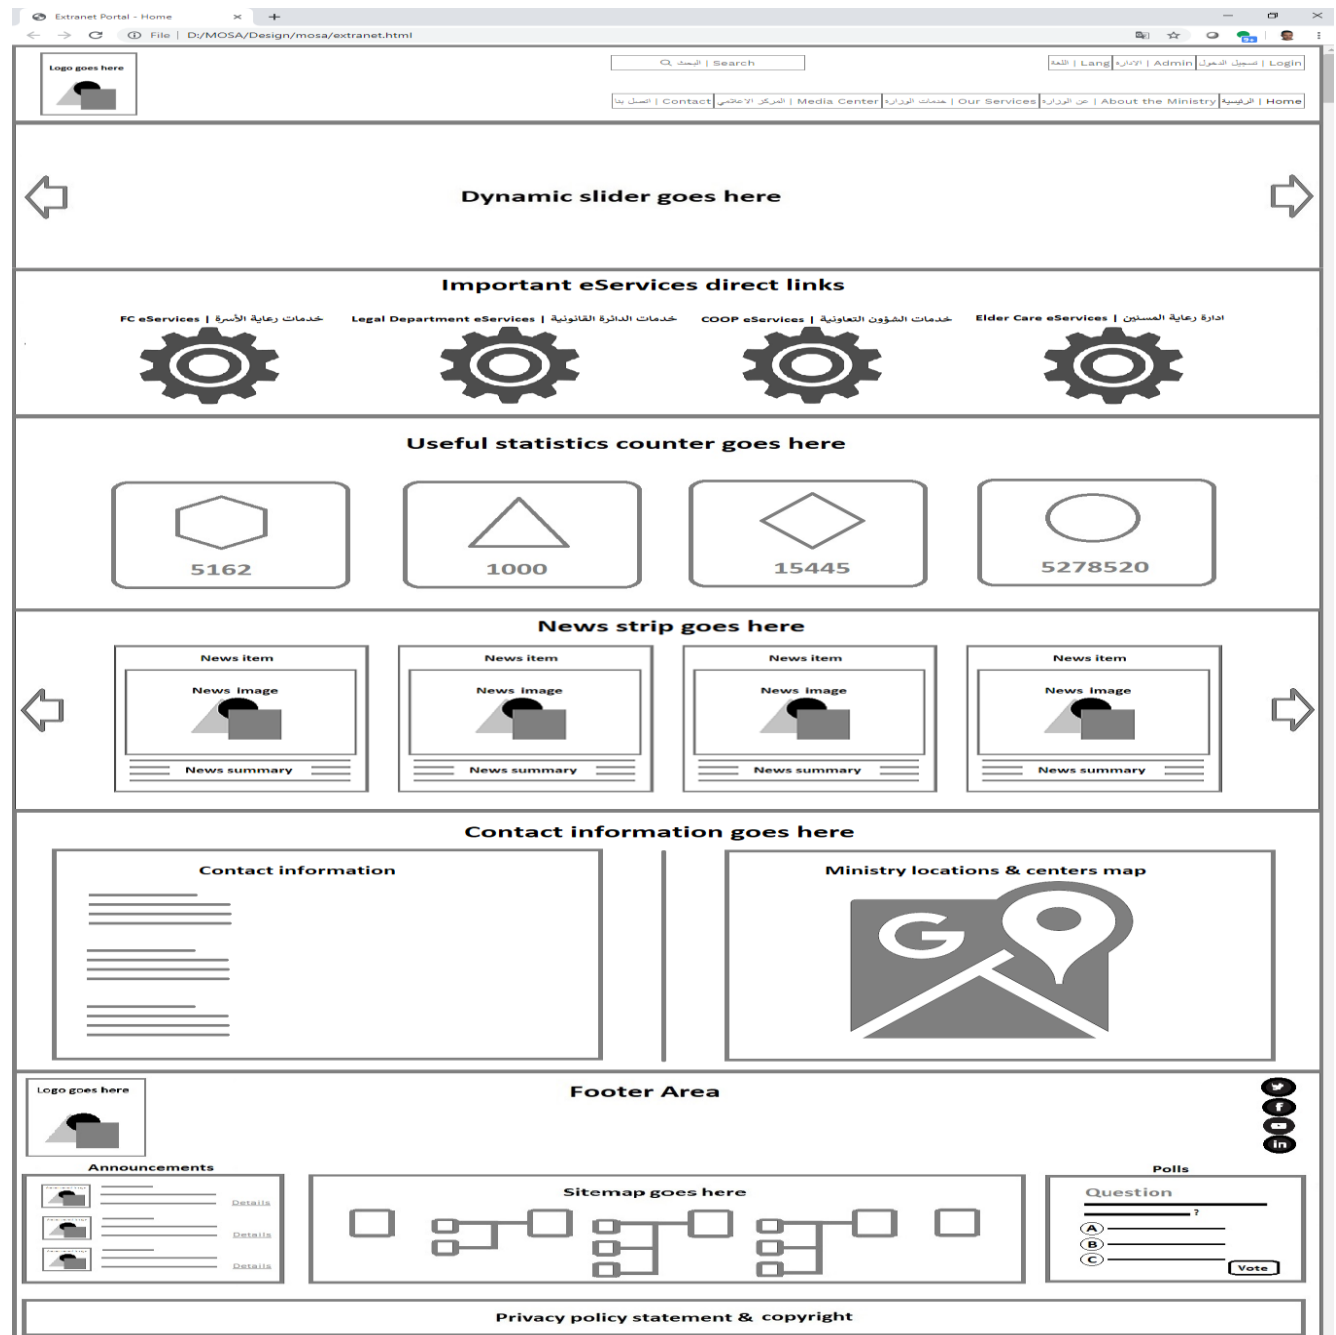 Extranet Portal - Home
File | D:/MOSA/Design/mosa/extranet.html
Logo goes here
البحث | Search
اللغة | Lang
الإدارة | Admin
تسجيل الدخول | Login
اتصل بنا | Contact
المركز الاعلامي | Media Center
خدمات الوزارة | Our Services
عن الوزارة | About the Ministry
الرئيسية | Home
Dynamic slider goes here
Important eServices direct links
خدمات رعاية الأسرة | FC eServices
خدمات الدائرة القانونية | Legal Department eServices
خدمات الشؤون التعاونية | COOP eServices
ادارة رعاية المسنين | Elder Care eServices
Useful statistics counter goes here
5162
1000
15445
5278520
News strip goes here
News item
News image
News summary
News item
News image
News summary
News item
News image
News summary
News item
News image
News summary
Contact information goes here
Contact information
Ministry locations & centers map
G
Logo goes here
Footer Area
in
Announcements
Details
Details
Details
Sitemap goes here
Polls
Question
?
A
B
C
Vote
Privacy policy statement & copyright